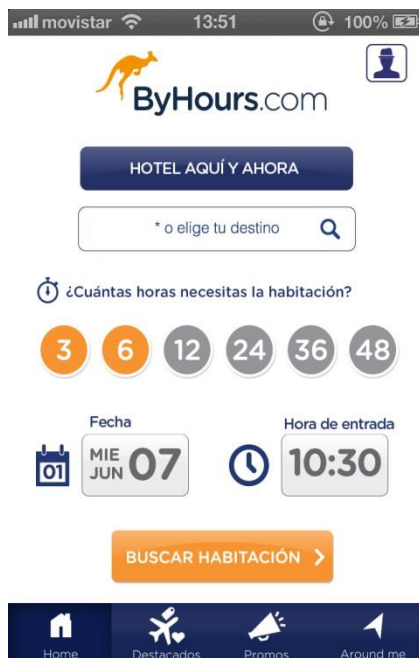 movistar 13:51 100%
ByHours.com
HOTEL AQUÍ Y AHORA
* o elige tu destino
¿Cuántas horas necesitas la habitación?
3 6 12 24 36 48
Fecha Hora de entrada
01 MIE JUN 07 10:30
BUSCAR HABITACIÓN
Home Destacados Promos Around me